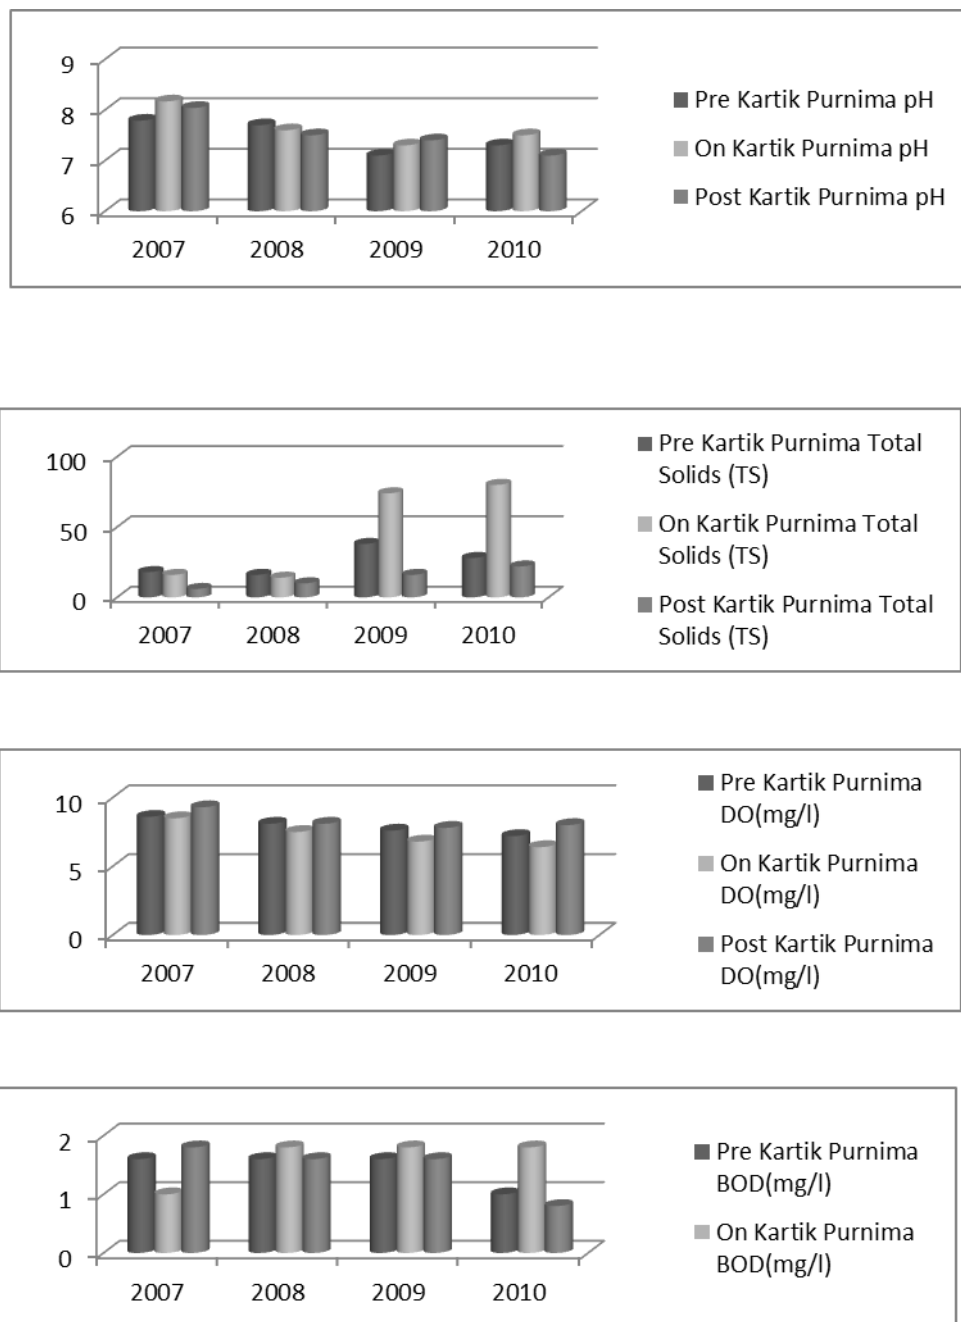 9
8
7
6
2007 2008 2009 2010
Pre Kartik Purnima pH
On Kartik Purnima pH
Post Kartik Purnima pH
100
50
0
2007 2008 2009 2010
Pre Kartik Purnima Total
Solids (TS)
On Kartik Purnima Total
Solids (TS)
Post Kartik Purnima Total
Solids (TS)
10
5
0
2007 2008 2009 2010
Pre Kartik Purnima
DO(mg/l)
On Kartik Purnima
DO(mg/l)
Post Kartik Purnima
DO(mg/l)
2
1
0
2007 2008 2009 2010
Pre Kartik Purnima
BOD(mg/l)
On Kartik Purnima
BOD(mg/l)